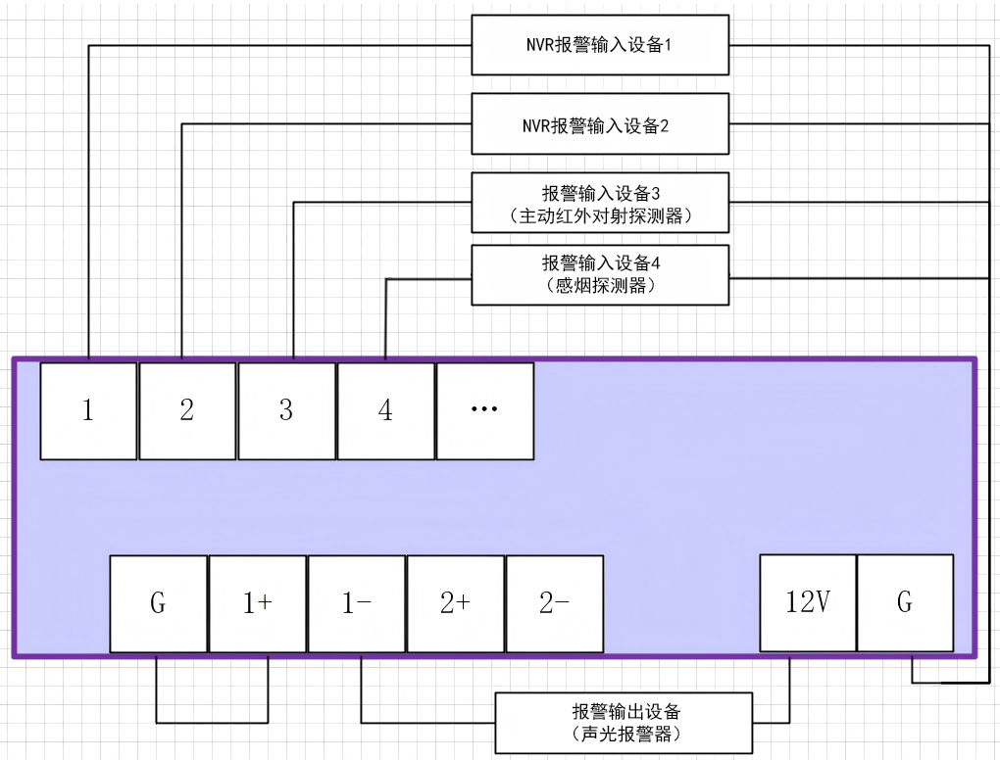 NVR报警输入设备1
NVR报警输入设备2
报警输入设备3
（主动红外对射探测器）
报警输入设备4
（感烟探测器）
1 2 3 4 …
G 1+ 1- 2+ 2- 12V G
报警输出设备
（声光报警器）